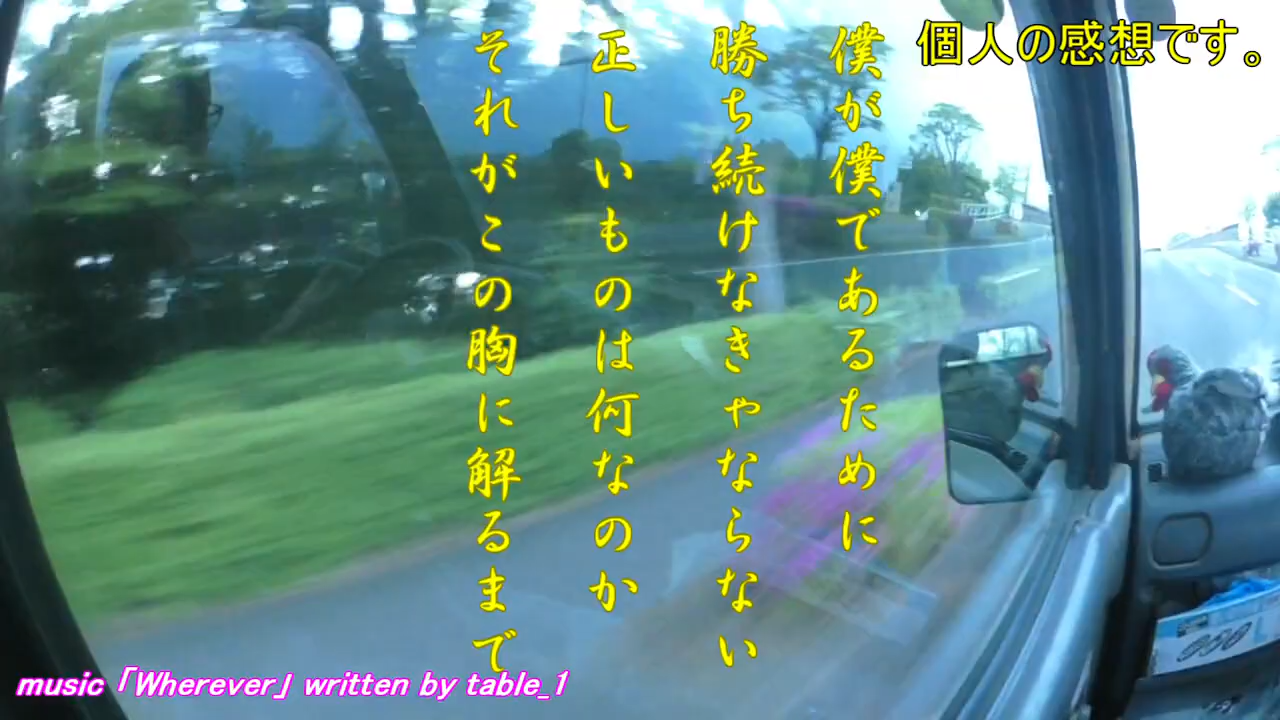 個人の感想です。
僕が僕であるために
勝ち続けなきゃならない
正しいものは何なのか
それがこの胸に解るまで
music「Wherever」written by table_1